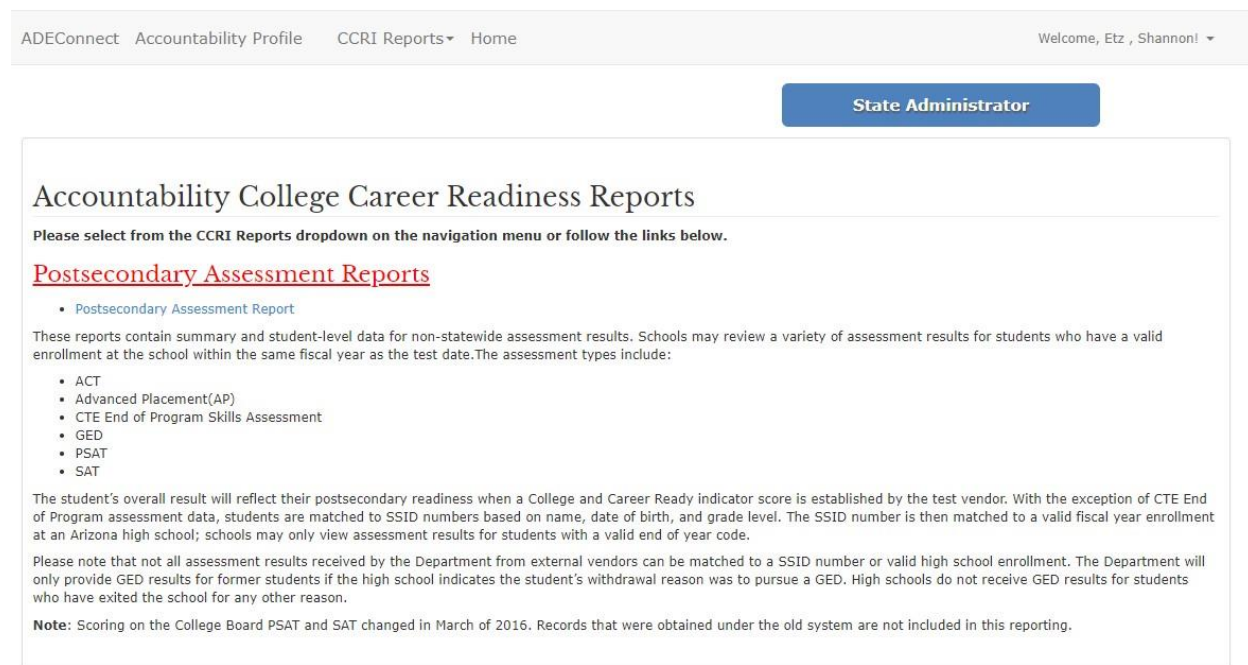 ADEConnect Accountability Profile CCRI Reports Home Welcome, Etz , Shannon!
State Administrator
Accountability College Career Readiness Reports
Please select from the CCRI Reports dropdown on the navigation menu or follow the links below.
Postsecondary Assessment Reports
• Postsecondary Assessment Report
These reports contain summary and student-level data for non-statewide assessment results. Schools may review a variety of assessment results for students who have a valid
enrollment at the school within the same fiscal year as the test date.The assessment types include:
• ACT
• Advanced Placement(AP)
• CTE End of Program Skills Assessment
• GED
• PSAT
• SAT
The student's overall result will reflect their postsecondary readiness when a College and Career Ready indicator score is established by the test vendor. With the exception of CTE End
of Program assessment data, students are matched to SSID numbers based on name, date of birth, and grade level. The SSID number is then matched to a valid fiscal year enrollment
at an Arizona high school; schools may only view assessment results for students with a valid end of year code.
Please note that not all assessment results received by the Department from external vendors can be matched to a SSID number or valid high school enrollment. The Department will
only provide GED results for former students if the high school indicates the student's withdrawal reason was to pursue a GED. High schools do not receive GED results for students
who have exited the school for any other reason.
Note: Scoring on the College Board PSAT and SAT changed in March of 2016. Records that were obtained under the old system are not included in this reporting.